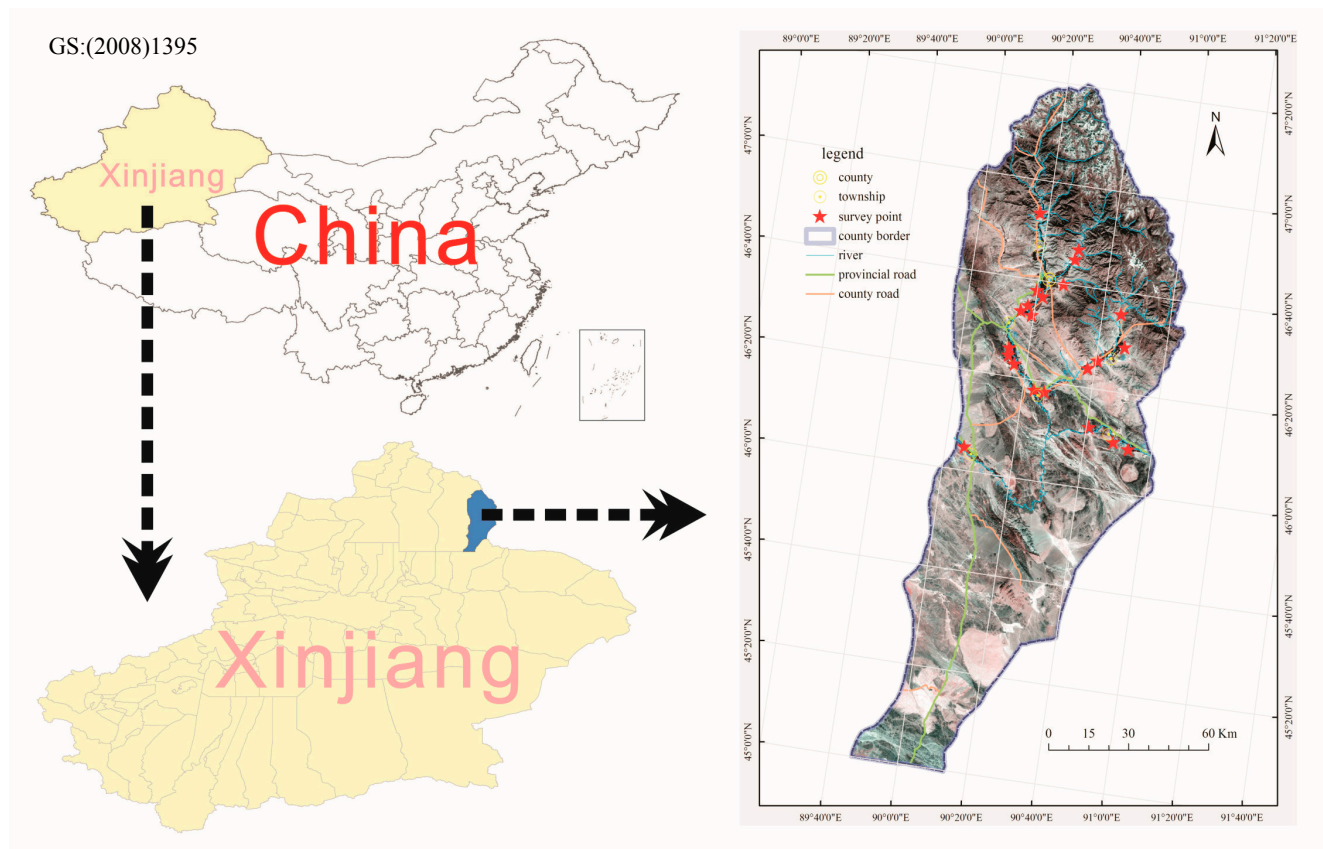 GS:(2008)1395
Xinjiang
China
Xinjiang
89°0'0"E 89°20'0"E 89°40'0"E 90°0'0"E 90°20'0"E 90°40'0"E 91°0'0"E 91°20'0"E
47°0'0"N
46°40'0"N
46°20'0"N
46°0'0"N
45°40'0"N
45°20'0"N
45°0'0"N
legend
county
township
survey point
county border
river
provincial road
county road
N
47°20'0"N
47°0'0"N
46°40'0"N
46°20'0"N
46°0'0"N
45°40'0"N
45°20'0"N
0 15 30 60 Km
89°40'0"E 90°0'0"E 90°20'0"E 90°40'0"E 91°0'0"E 91°20'0"E 91°40'0"E